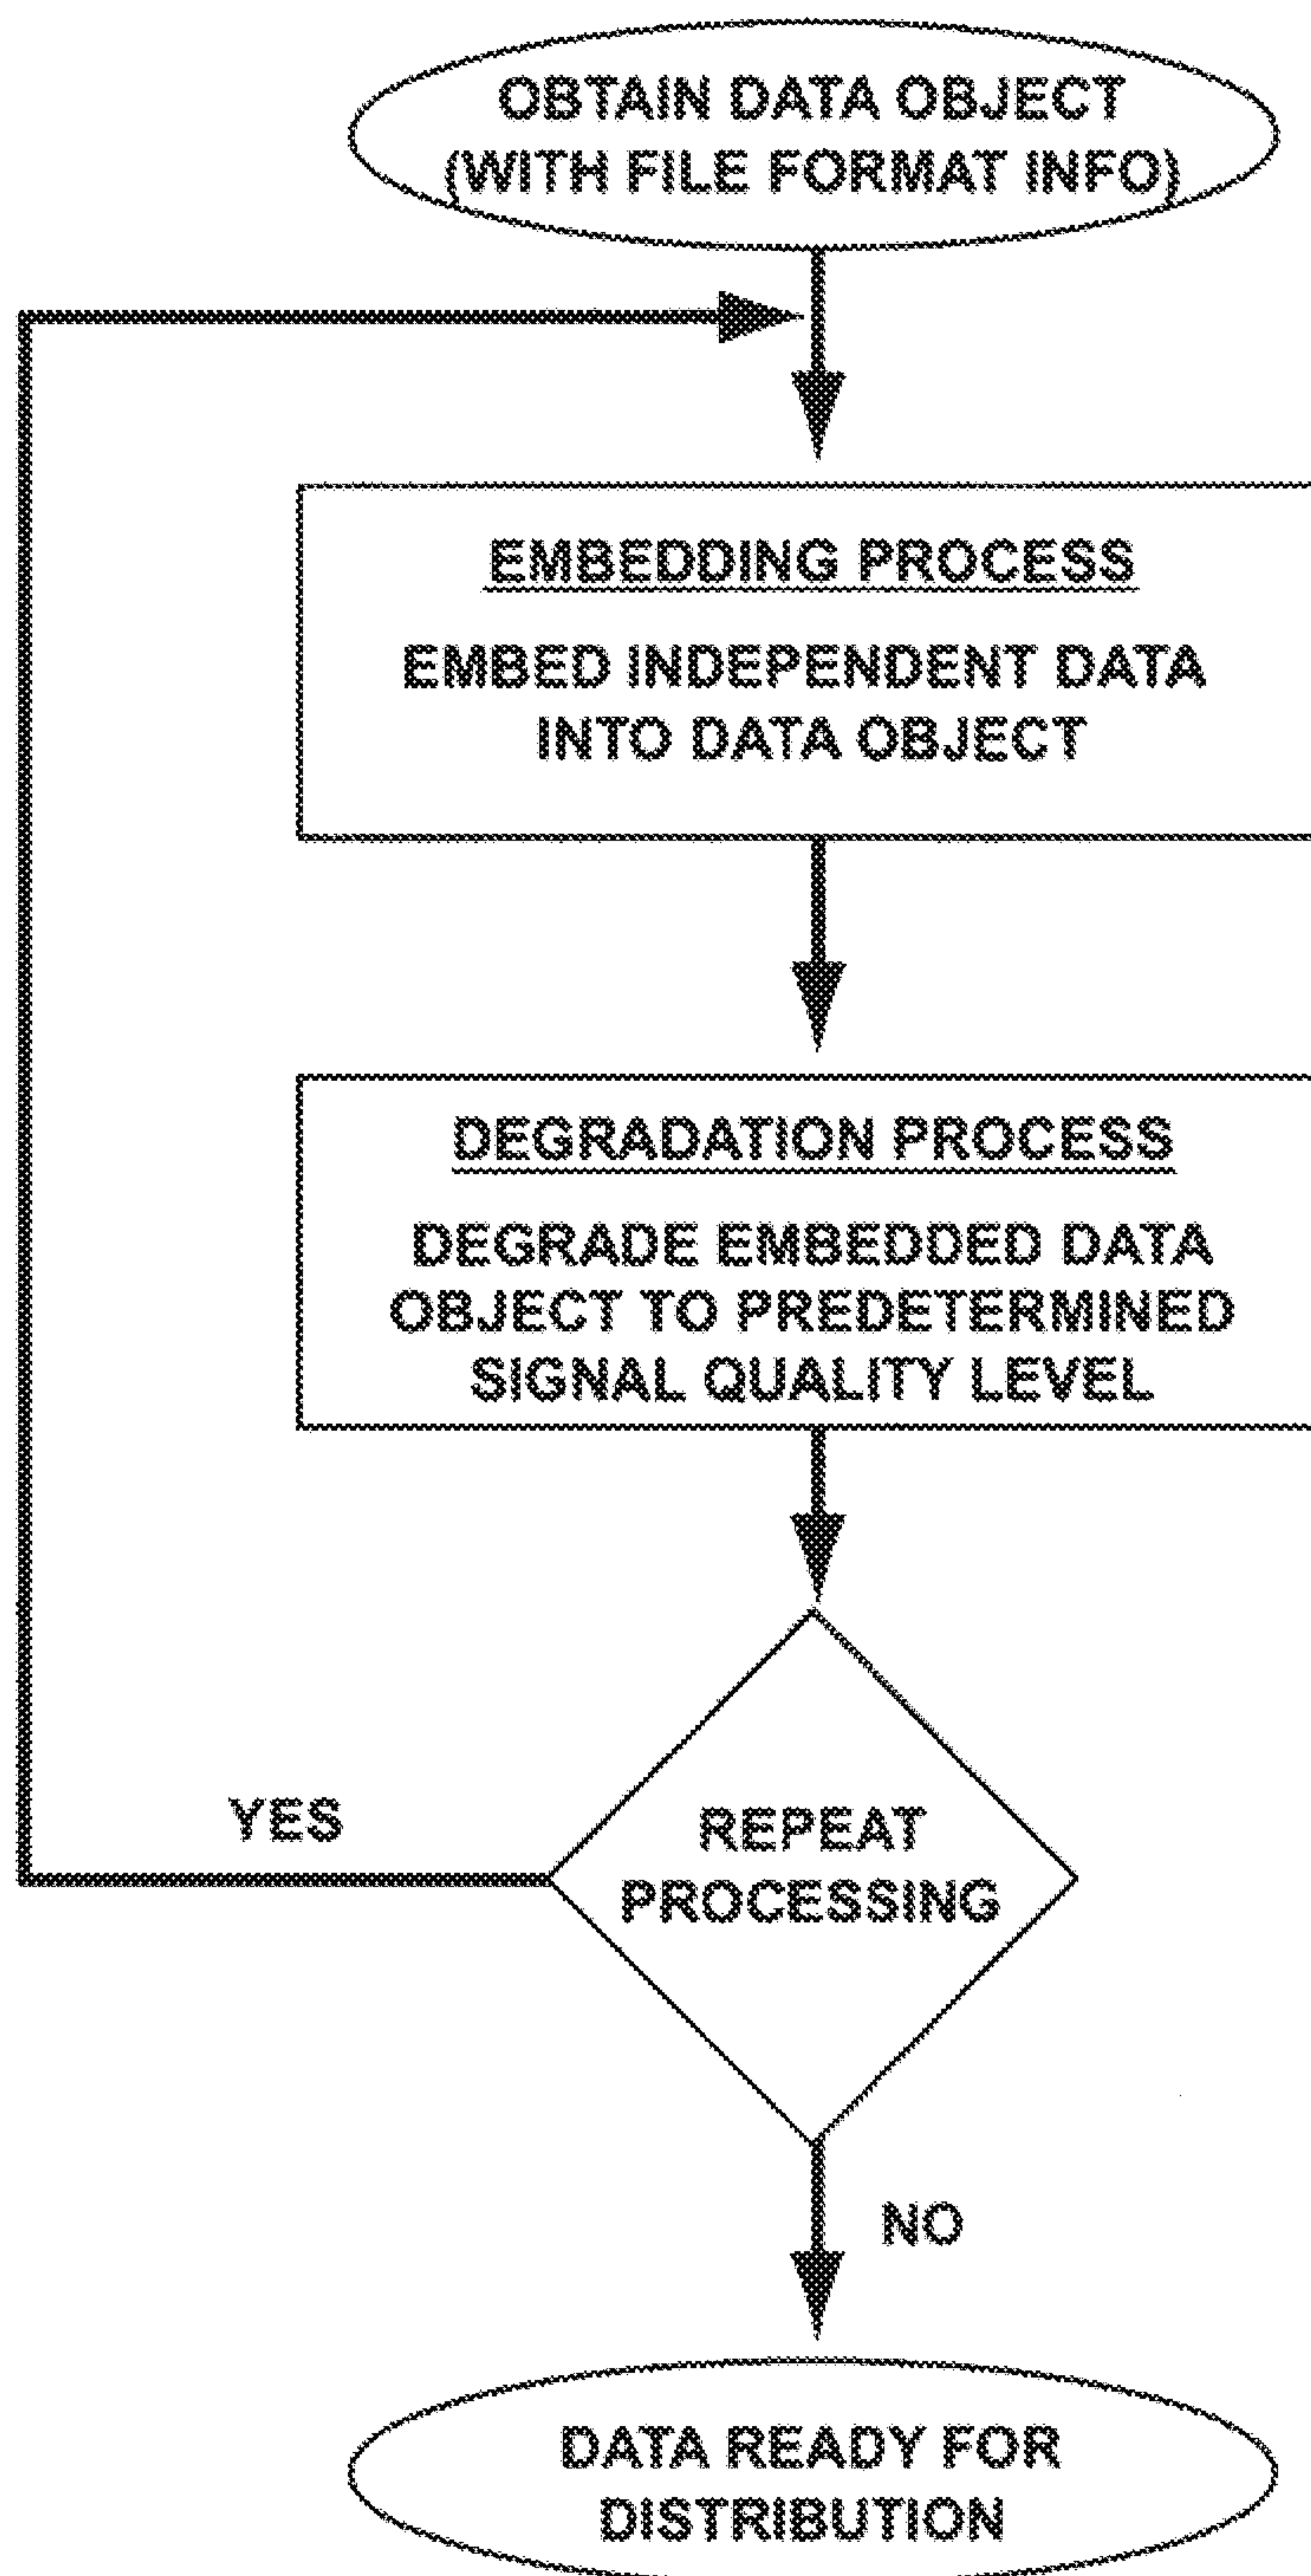 OBTAIN DATA OBJECT
(WITH FILE FORMAT INFO)
EMBEDDING PROCESS
EMBED INDEPENDENT DATA
INTO DATA OBJECT
DEGRADATION PROCESS
DEGRADE EMBEDDED DATA
OBJECT TO PREDETERMINED
SIGNAL QUALITY LEVEL
YES
REPEAT
PROCESSING
NO
DATA READY FOR
DISTRIBUTION